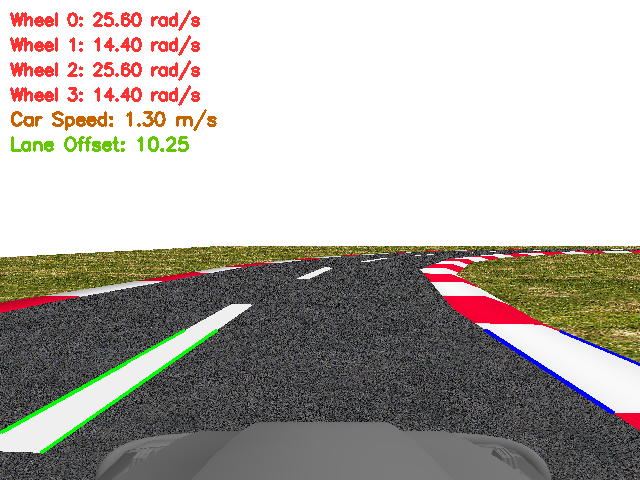 Wheel 0: 25.60 rad/s
Wheel 1: 14.40 rad/s
Wheel 2: 25.60 rad/s
Wheel 3: 14.40 rad/s
Car Speed: 1.30 m/s
Lane Offset: 10.25